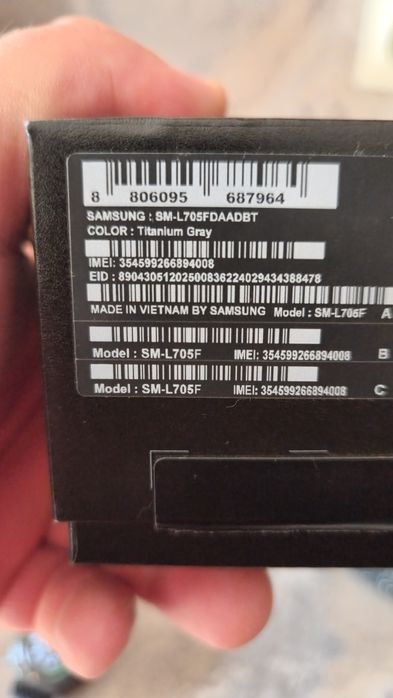 8 806095 687964
SAMSUNG : SM-L705FDAADBT
COLOR : Titanium Gray
IMEI: 354599266894008
EID : 89043051202500836224029434388478
MADE IN VIETNAM BY SAMSUNG Model : SM-L705F A
Model : SM-L705F IMEI: 354599266894008 B
Model : SM-L705F IMEI: 354599266894008 C